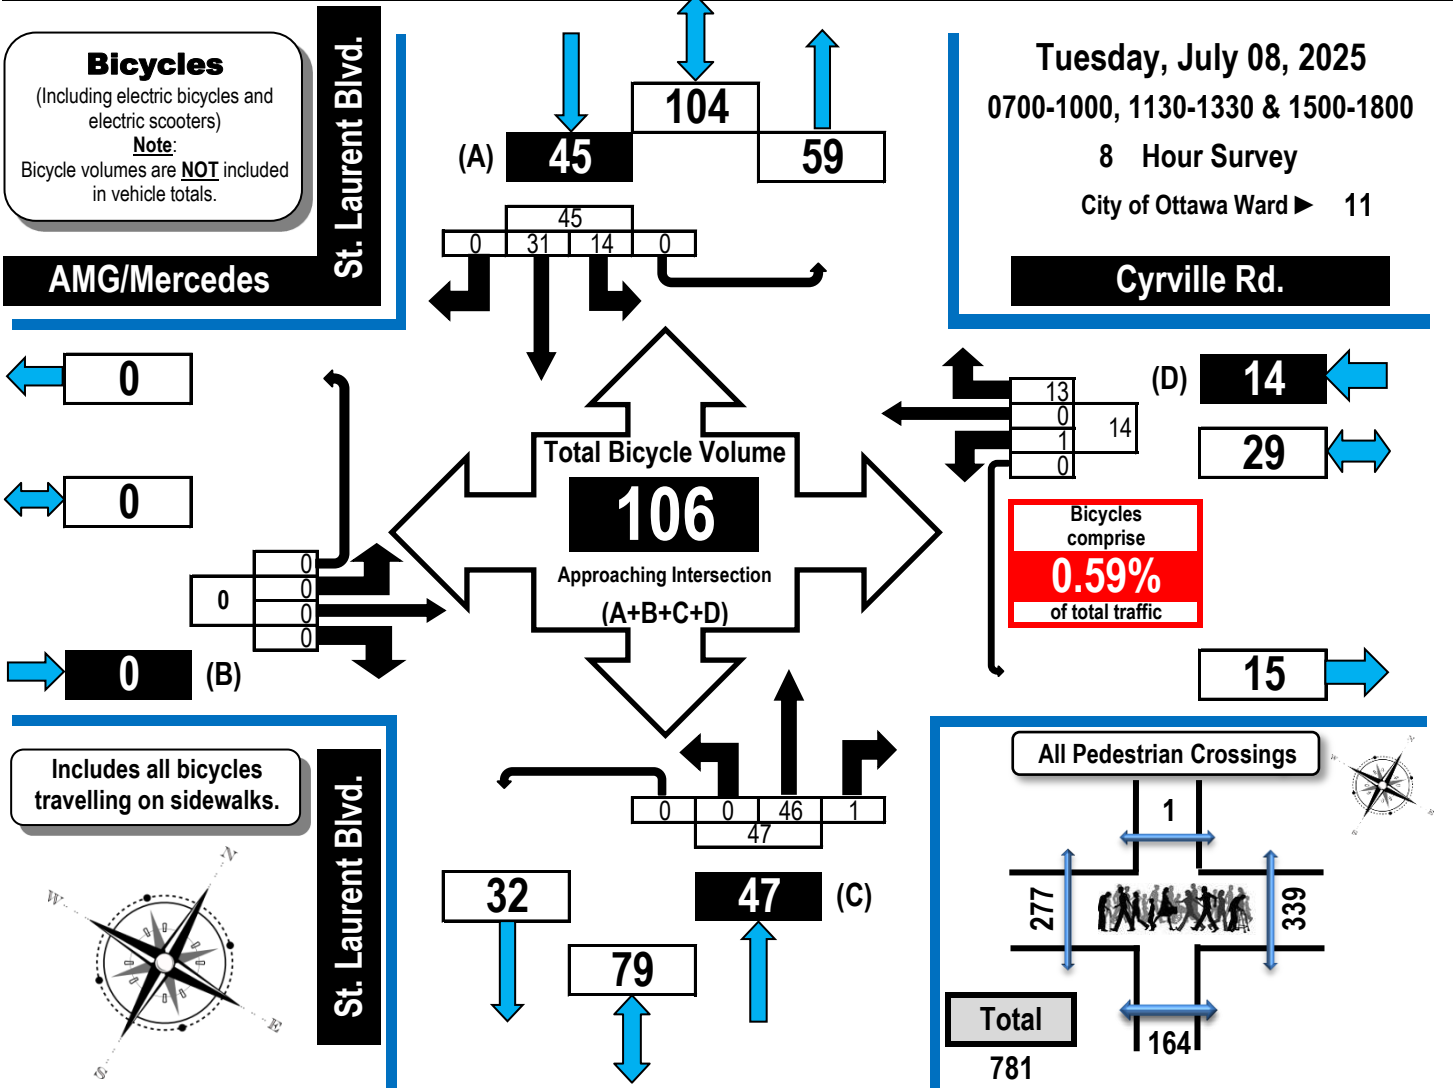 Bicycles
(Including electric bicycles and
electric scooters)
Note:
Bicycle volumes are NOT included
in vehicle totals.
St. Laurent Blvd.
AMG/Mercedes
104
(A)
45
59
45
0 31 14 0
Tuesday, July 08, 2025
0700-1000, 1130-1330 & 1500-1800
8 Hour Survey
City of Ottawa Ward ► 11
Cyrville Rd.
0
0
0
0
0
0
0
0
(B)
Total Bicycle Volume
106
Approaching Intersection
(A+B+C+D)
(D)
14
13
0
1
0
14
29
Bicycles
comprise
0.59%
of total traffic
15
Includes all bicycles
travelling on sidewalks.
St. Laurent Blvd.
N
W
E
S
0 0 46 1
47
32
47
(C)
79
All Pedestrian Crossings
N
W
E
S
1
277
339
164
Total
781